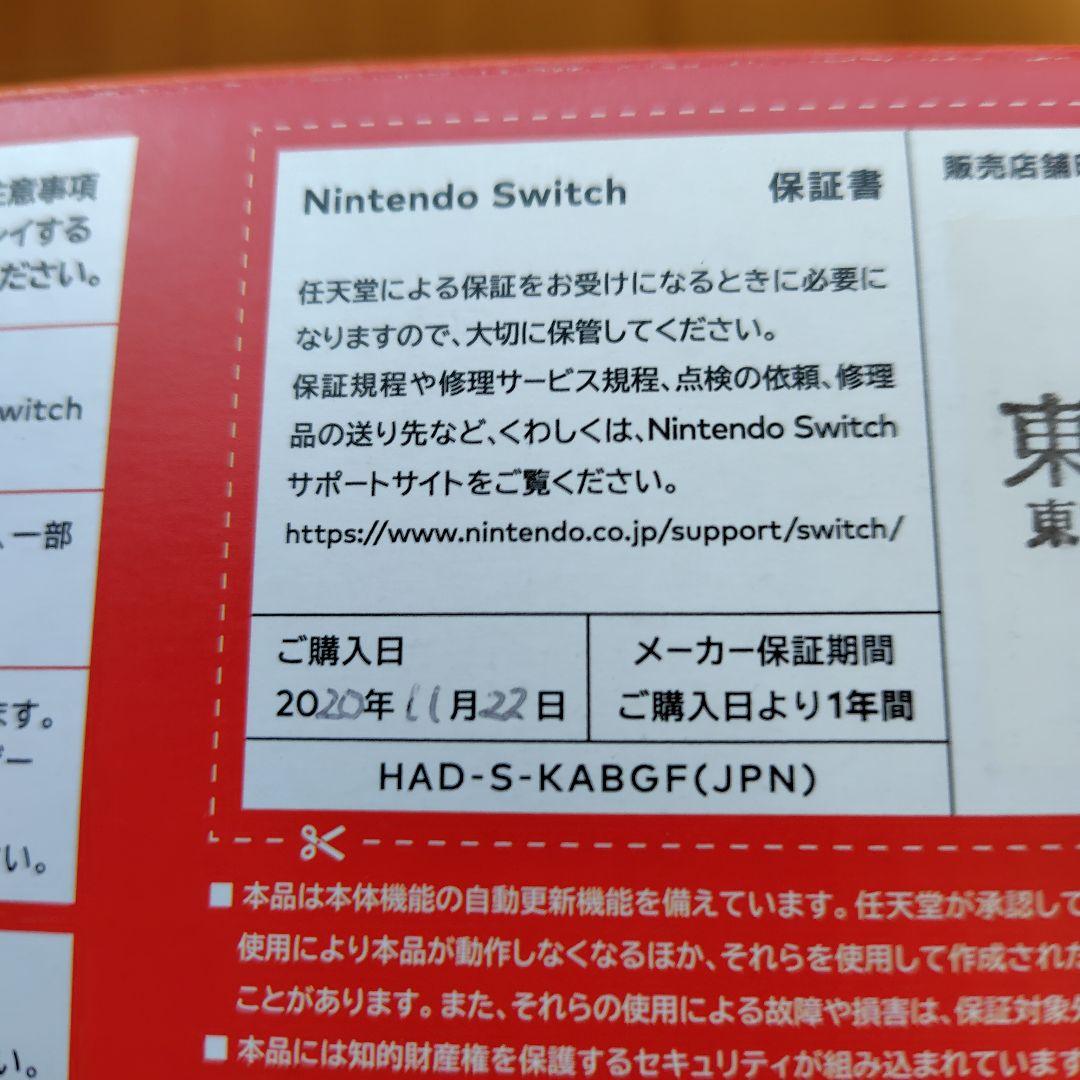 注意事項
レイする
ださい。
Switch
、一部
ます。
い。
い。
Nintendo Switch 保証書
任天堂による保証をお受けになるときに必要に
なりますので、大切に保管してください。
保証規程や修理サービス規程、点検の依頼、修理
品の送り先など、くわしくは、Nintendo Switch
サポートサイトをご覧ください。
https://www.nintendo.co.jp/support/switch/
ご購入日
2020年11月22日
メーカー保証期間
ご購入日より1年間
HAD-S-KABGF(JPN)
販売店舗
東
東
■ 本品は本体機能の自動更新機能を備えています。任天堂が承認して
使用により本品が動作しなくなるほか、それらを使用して作成された
ことがあります。また、それらの使用による故障や損害は、保証対象
■ 本品には知的財産権を保護するセキュリティが組み込まれています